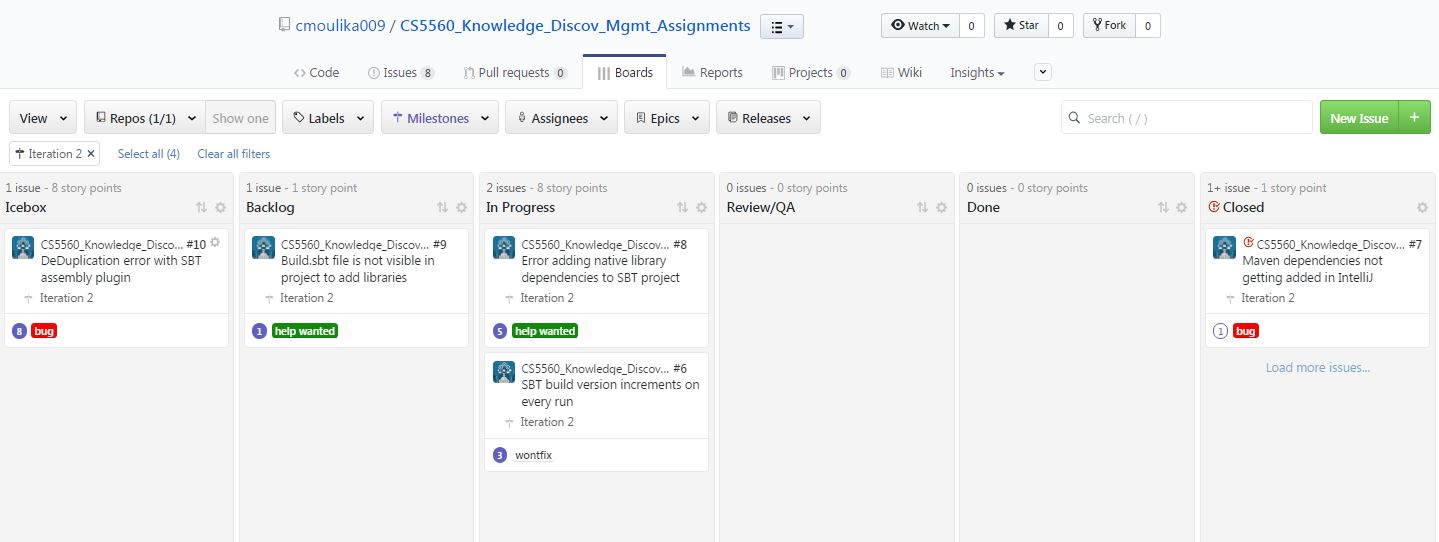 cmoulika009 / CS5560_Knowledge_Discov_Mgmt_Assignments
Watch 0 Star 0 Fork 0
Code Issues 8 Pull requests 0 Boards Reports Projects 0 Wiki Insights
View Repos (1/1) Show one Labels Milestones Assignees Epics Releases Search ( / ) New Issue +
Iteration 2 × Select all (4) Clear all filters
1 issue - 8 story points
Icebox
CS5560_Knowledge_Disco... #10
DeDuplication error with SBT
assembly plugin
Iteration 2
8 bug
1 issue - 1 story point
Backlog
CS5560_Knowledge_Discov... #9
Build.sbt file is not visible in
project to add libraries
Iteration 2
1 help wanted
2 issues - 8 story points
In Progress
CS5560_Knowledge_Discov... #8
Error adding native library
dependencies to SBT project
Iteration 2
5 help wanted
CS5560_Knowledge_Discov... #6
SBT build version increments on
every run
Iteration 2
3 wontfix
0 issues - 0 story points
Review/QA
0 issues - 0 story points
Done
1+ issue - 1 story point
Closed
CS5560_Knowledge_Discov... #7
Maven dependencies not
getting added in IntelliJ
Iteration 2
1 bug
Load more issues...